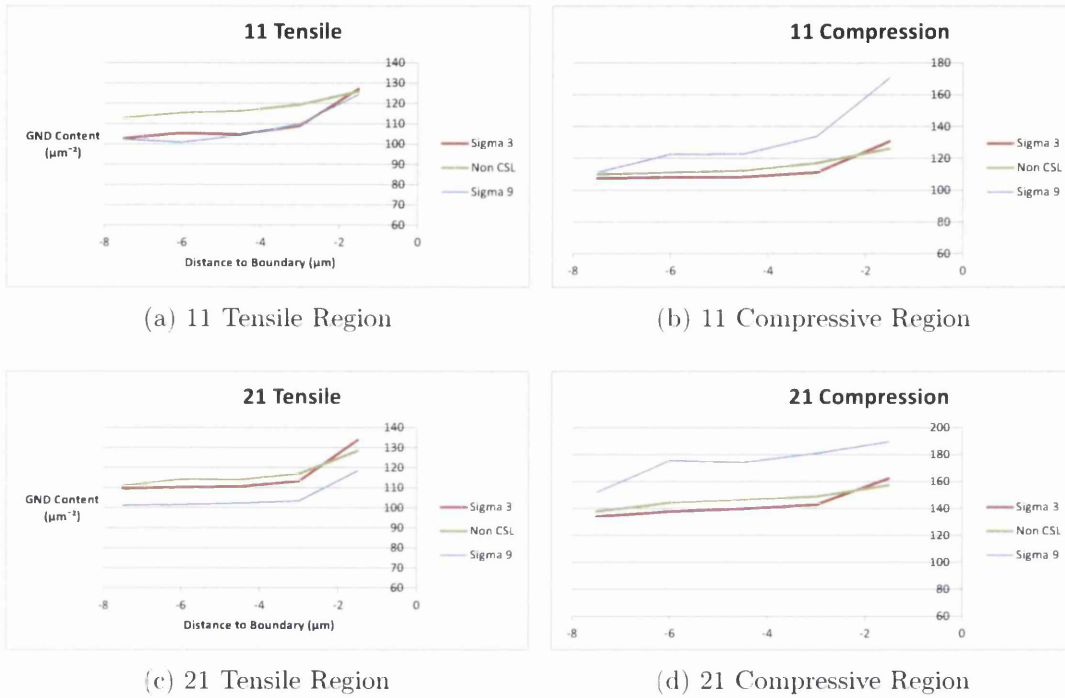 11 Tensile
140
130
120
110
100
90
80
70
60
GND Content
(µm⁻²)
-8
-6
-4
-2
0
Distance to Boundary (µm)
Sigma 3
Non CSL
Sigma 9
(a) 11 Tensile Region
11 Compression
180
160
140
120
100
80
60
-8
-6
-4
-2
0
Sigma 3
Non CSL
Sigma 9
(b) 11 Compressive Region
21 Tensile
140
130
120
110
100
90
80
70
60
GND Content
(µm⁻²)
-8
-6
-4
-2
0
Distance to Boundary (µm)
Sigma 3
Non CSL
Sigma 9
(c) 21 Tensile Region
21 Compression
200
180
160
140
120
100
80
60
-8
-6
-4
-2
0
Sigma 3
Non CSL
Sigma 9
(d) 21 Compressive Region